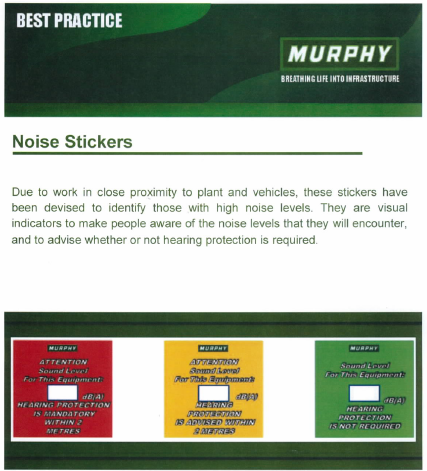 BEST PRACTICE
MURPHY
BREATHING LIFE INTO INFRASTRUCTURE
Noise Stickers
Due to work in close proximity to plant and vehicles, these stickers have
been devised to identify those with high noise levels. They are visual
indicators to make people aware of the noise levels that they will encounter,
and to advise whether or not hearing protection is required.
MURPHY
ATTENTION
Sound Level
For This Equipment:
dB(A)
HEARING PROTECTION
IS MANDATORY
WITHIN 2
METRES
MURPHY
ATTENTION
Sound Level
For This Equipment:
dB(A)
HEARING
PROTECTION
IS ADVISED WITHIN
2 METRES
MURPHY
Sound Level
For This Equipment:
dB(A)
HEARING
PROTECTION
IS NOT REQUIRED